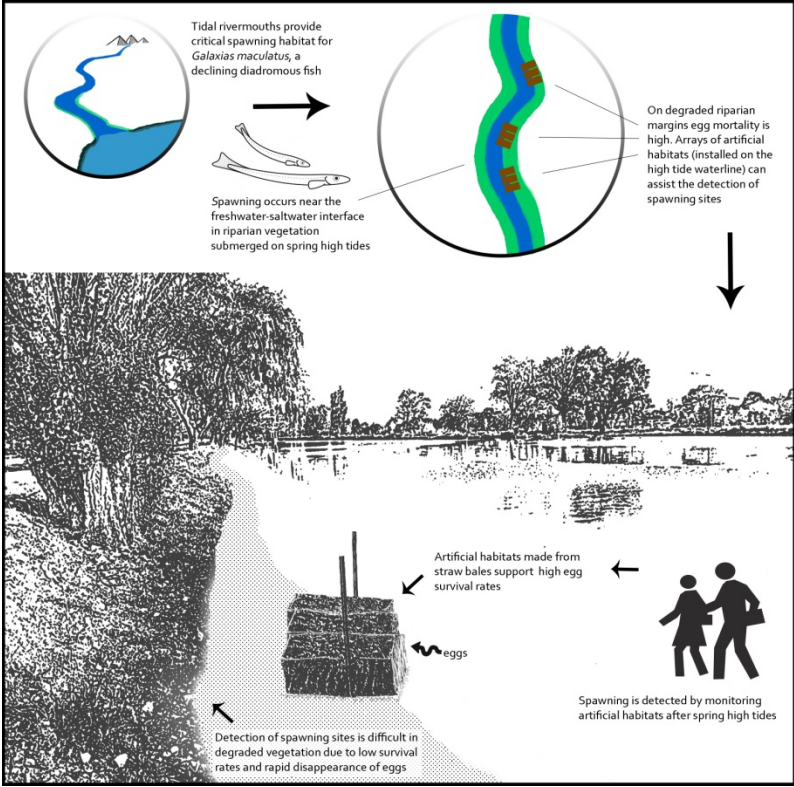 Tidal rivermouths provide
critical spawning habitat for
Galaxias maculatus, a
declining diadromous fish
Spawning occurs near the
freshwater-saltwater interface
in riparian vegetation
submerged on spring high tides
On degraded riparian
margins egg mortality is
high. Arrays of artificial
habitats (installed on the
high tide waterline) can
assist the detection of
spawning sites
Artificial habitats made from
straw bales support high egg
survival rates
eggs
Spawning is detected by monitoring
artificial habitats after spring high tides
Detection of spawning sites is difficult in
degraded vegetation due to low survival
rates and rapid disappearance of eggs